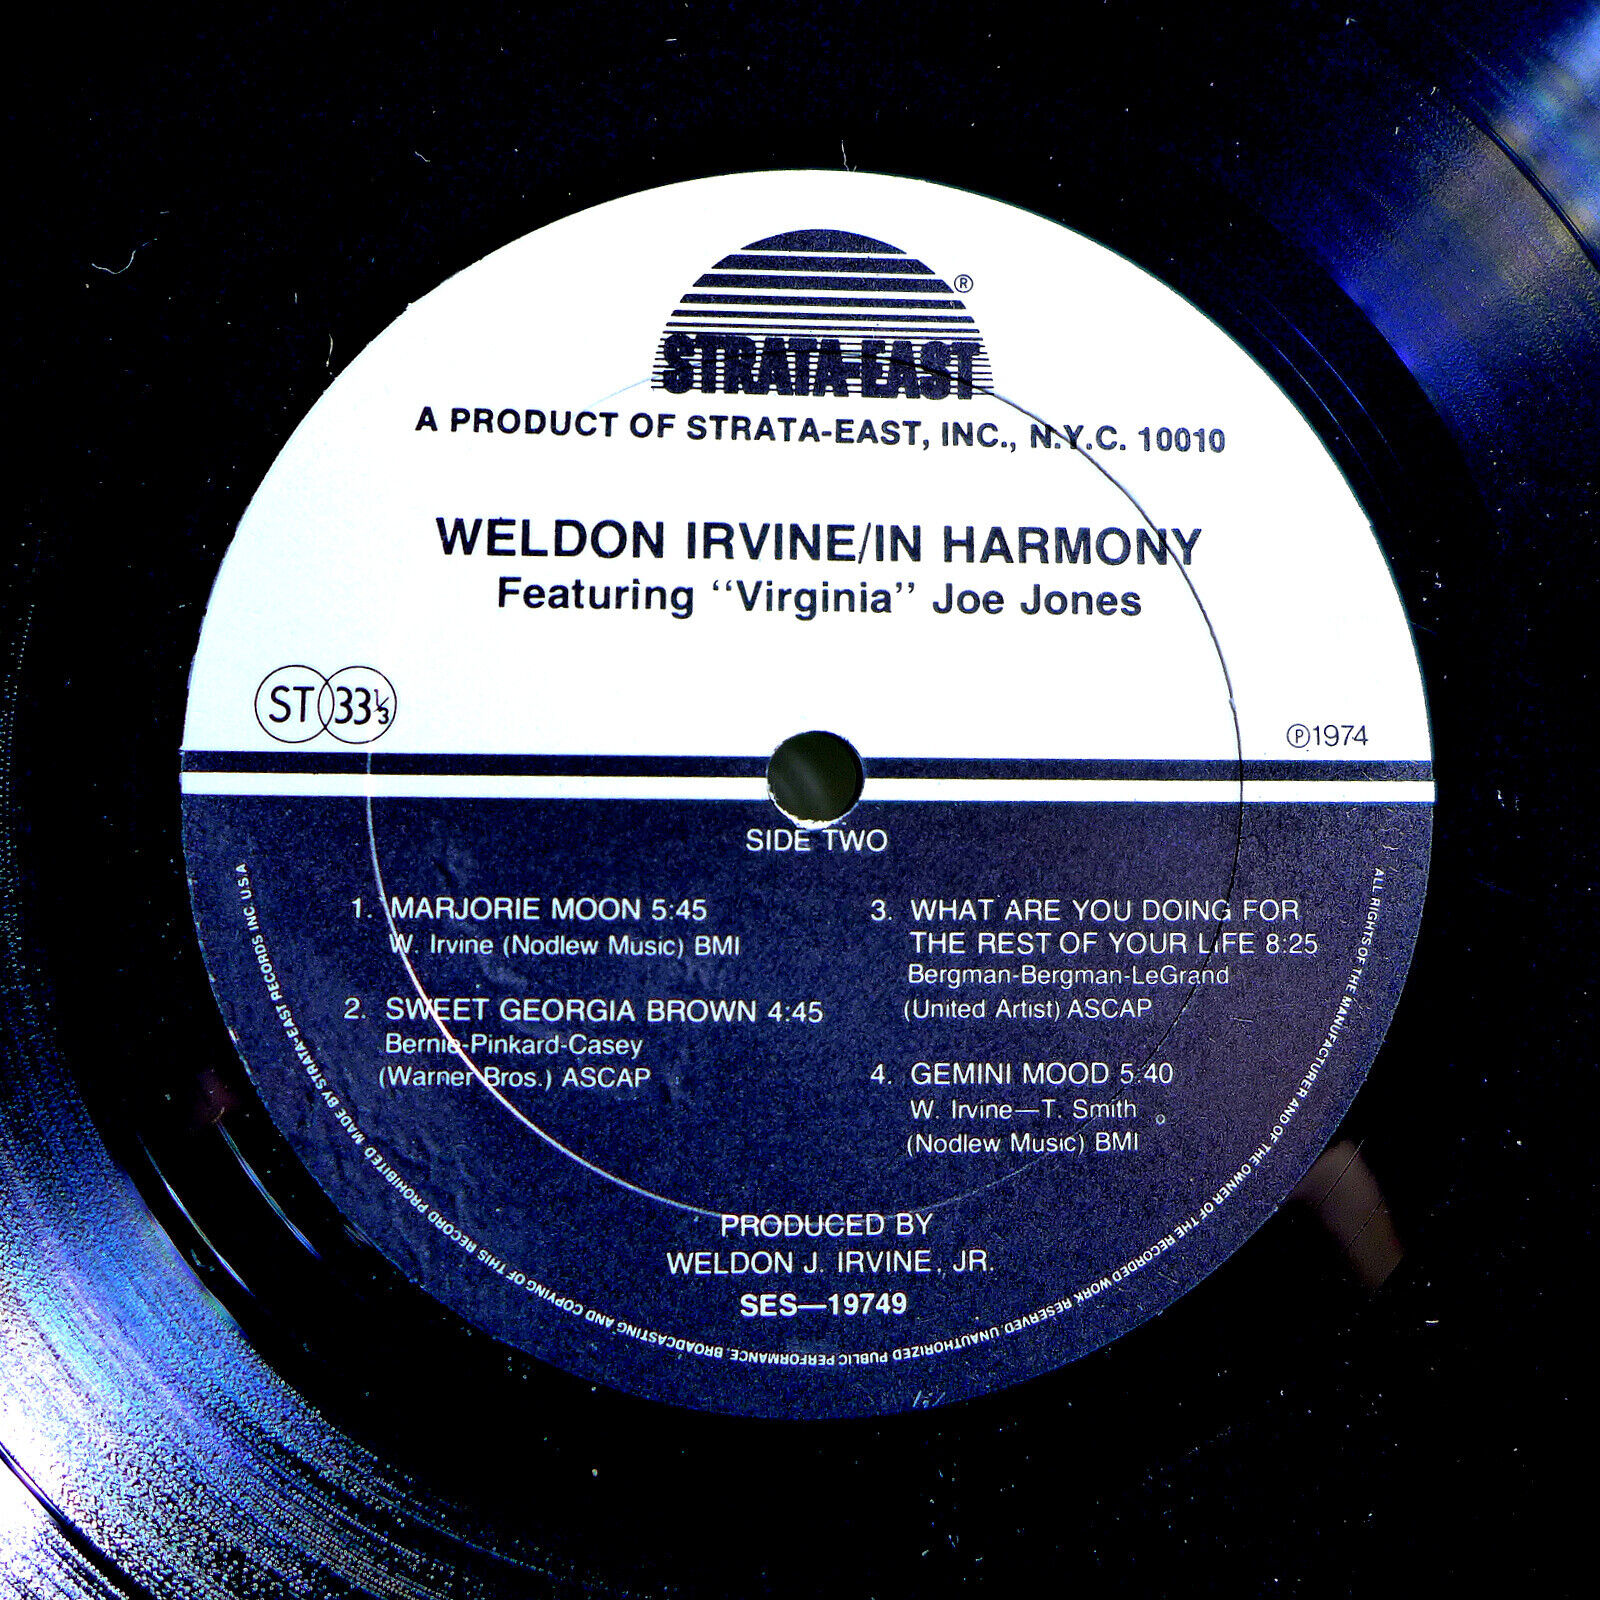 STRATA-EAST ®
A PRODUCT OF STRATA-EAST, INC., N.Y.C. 10010
WELDON IRVINE/IN HARMONY
Featuring "Virginia" Joe Jones
ST 33⅓
℗1974
SIDE TWO
1. MARJORIE MOON 5:45
W. Irvine (Nodlew Music) BMI
2. SWEET GEORGIA BROWN 4:45
Bernie-Pinkard-Casey
(Warner Bros.) ASCAP
3. WHAT ARE YOU DOING FOR
THE REST OF YOUR LIFE 8:25
Bergman-Bergman-LeGrand
(United Artist) ASCAP
4. GEMINI MOOD 5:40
W. Irvine—T. Smith
(Nodlew Music) BMI
PRODUCED BY
WELDON J. IRVINE, JR.
SES—19749
ALL RIGHTS OF THE MANUFACTURER AND OF THE OWNER OF THE RECORDED WORK RESERVED. UNAUTHORIZED PUBLIC PERFORMANCE, BROADCASTING AND COPYING OF THIS RECORD PROHIBITED. MADE BY STRATA-EAST RECORDS INC. U.S.A